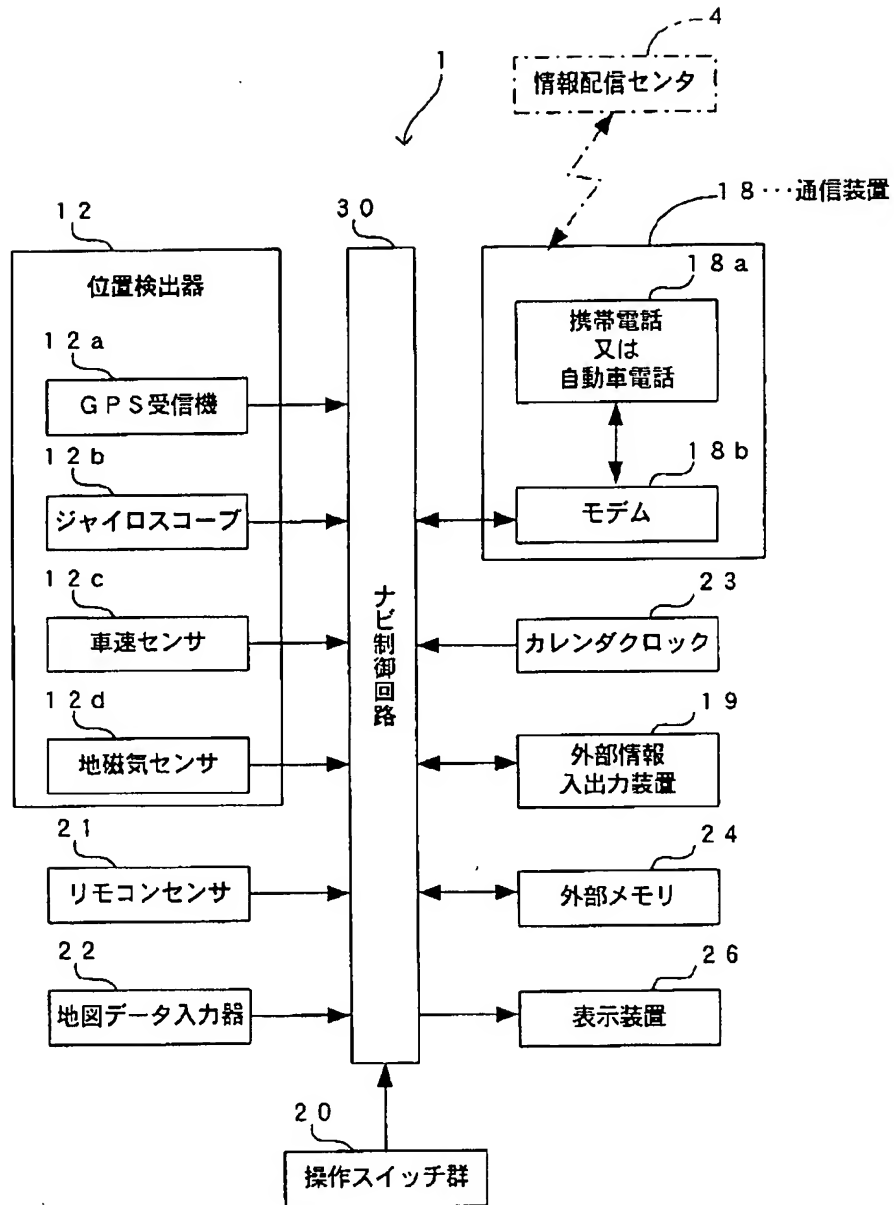 4
情報配信センタ
1
18・・・通信装置
12
位置検出器
12a
GPS受信機
12b
ジャイロスコープ
12c
車速センサ
12d
地磁気センサ
21
リモコンセンサ
22
地図データ入力器
30
ナビ制御回路
20
操作スイッチ群
18a
携帯電話
又は
自動車電話
18b
モデム
23
カレンダクロック
19
外部情報
入出力装置
24
外部メモリ
26
表示装置